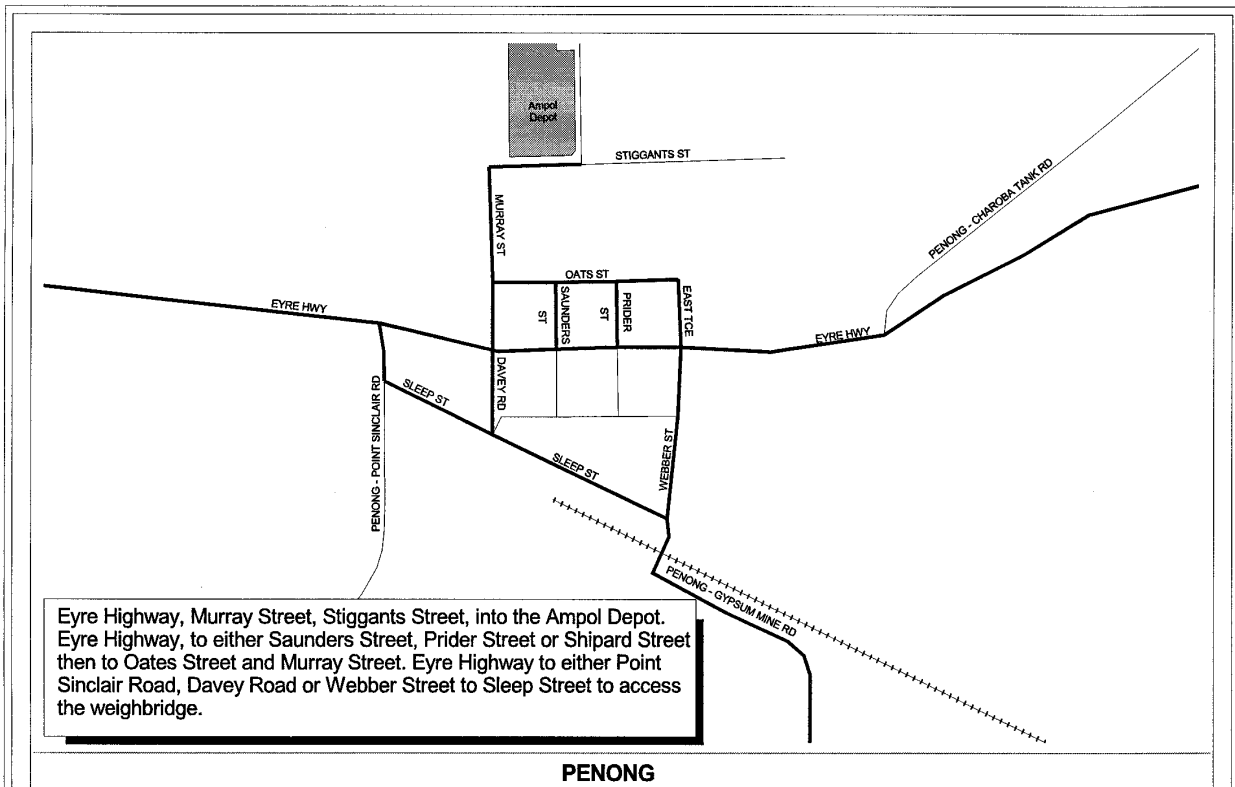 Ampol
Depot
STIGGANTS ST
MURRAY ST
PENONG - CHAROBA TANK RD
OATS ST
SAUNDERS
ST
PRIDER
ST
EAST TCE
EYRE HWY
EYRE HWY
DAVEY RD
SLEEP ST
PENONG - POINT SINCLAIR RD
SLEEP ST
WEBBER ST
PENONG - GYPSUM MINE RD
Eyre Highway, Murray Street, Stiggants Street, into the Ampol Depot.
Eyre Highway, to either Saunders Street, Prider Street or Shipard Street
then to Oates Street and Murray Street. Eyre Highway to either Point
Sinclair Road, Davey Road or Webber Street to Sleep Street to access
the weighbridge.
PENONG